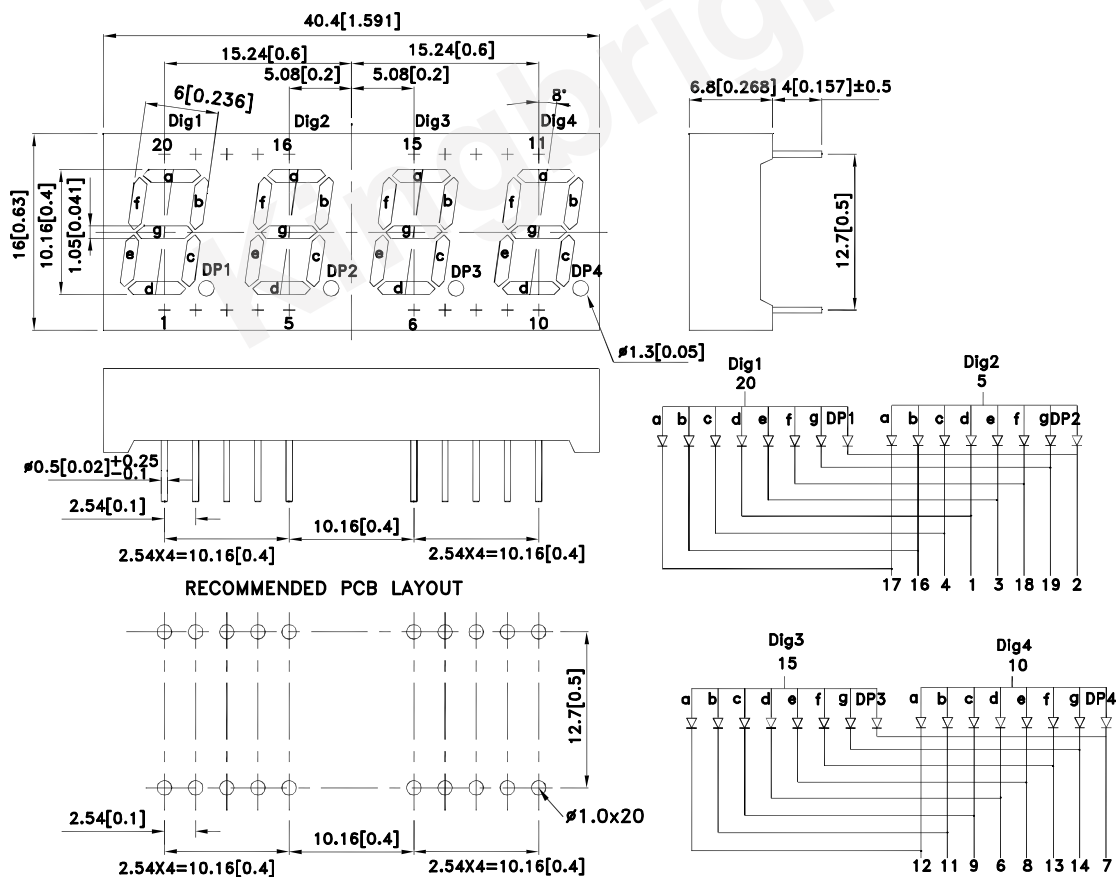 40.4[1.591]
15.24[0.6] 15.24[0.6]
5.08[0.2] 5.08[0.2]
6[0.236] 8°
Dig1 Dig2 Dig3 Dig4
20 16 15 11
16[0.63]
10.16[0.4]
1.05[0.041]
a a a a
f b f b f b f b
g g g g
e c e c e c e c
d d d d
DP1 DP2 DP3 DP4
1 5 6 10
ø1.3[0.05]
6.8[0.268] 4[0.157]±0.5
12.7[0.5]
Kingbright
ø0.5[0.02]+0.25 -0.1
2.54[0.1]
10.16[0.4]
2.54X4=10.16[0.4] 2.54X4=10.16[0.4]
Dig1 Dig2
20 5
a b c d e f g DP1 a b c d e f g DP2
17 16 4 1 3 18 19 2
RECOMMENDED PCB LAYOUT
12.7[0.5]
2.54[0.1]
10.16[0.4]
ø1.0x20
2.54X4=10.16[0.4] 2.54X4=10.16[0.4]
Dig3 Dig4
15 10
a b c d e f g DP3 a b c d e f g DP4
12 11 9 6 8 13 14 7